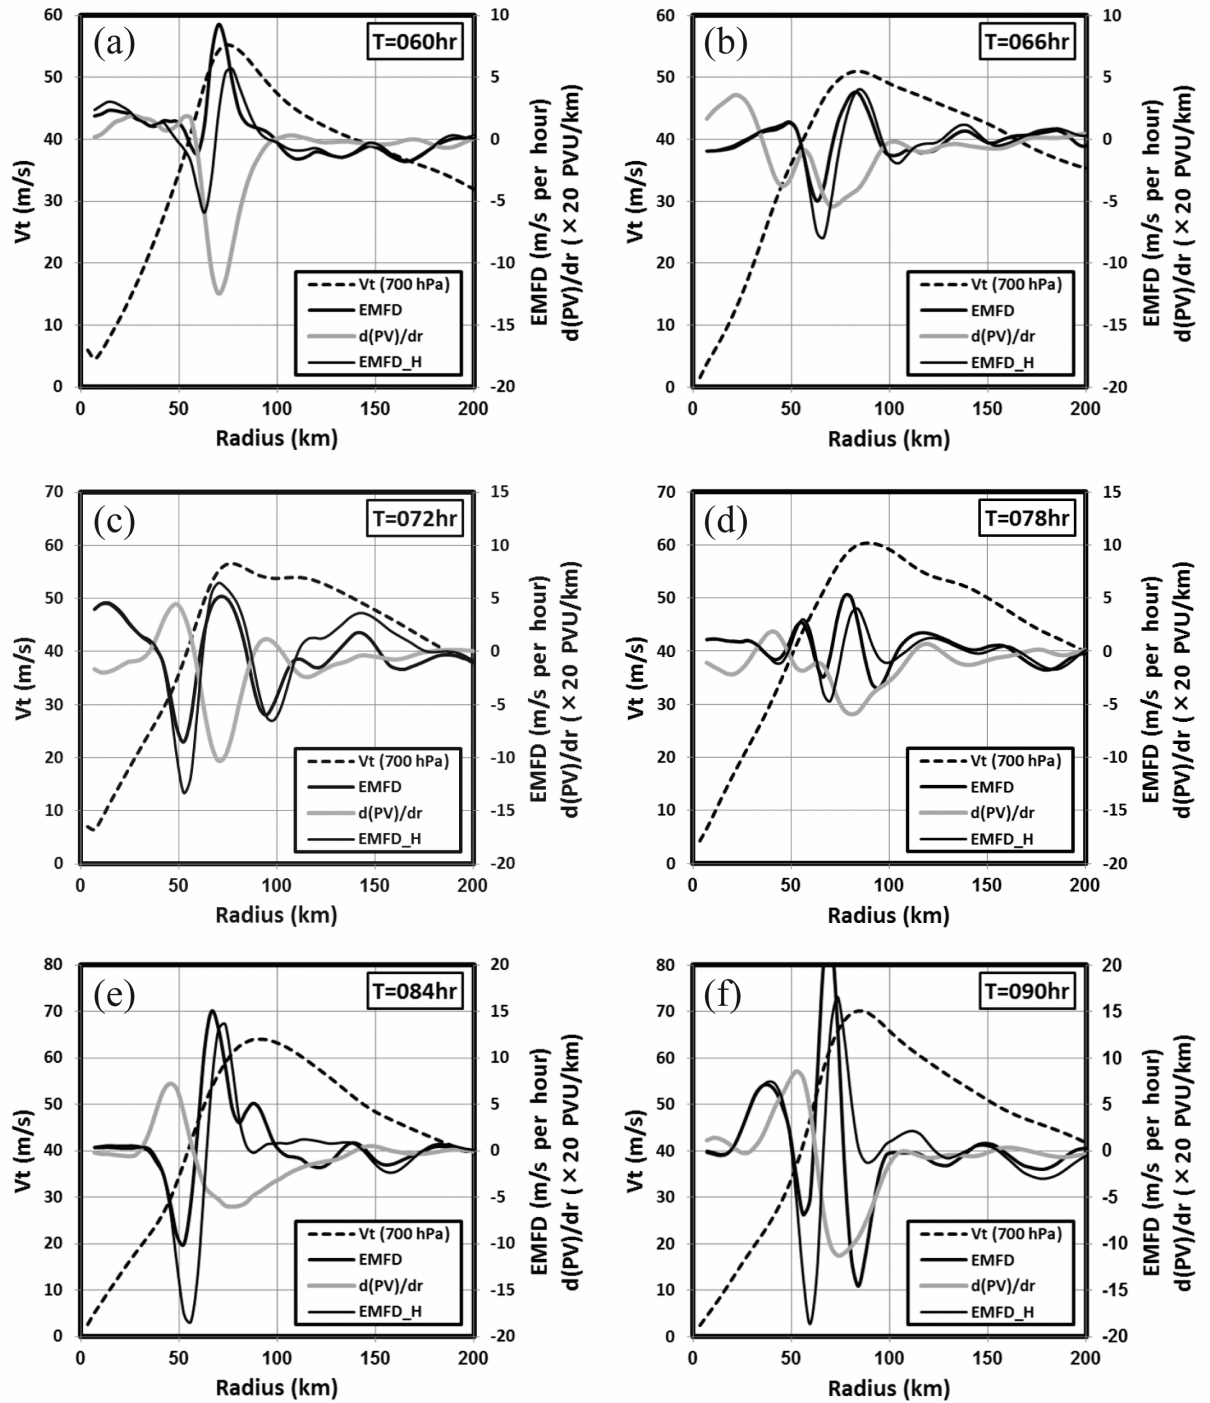 (a)
T=060hr
60
50
40
30
20
10
0
10
5
0
-5
-10
-15
-20
Vt (m/s)
EMFD (m/s per hour)
d(PV)/dr (×20 PVU/km)
Vt (700 hPa)
EMFD
d(PV)/dr
EMFD_H
0 50 100 150 200
Radius (km)
(b)
T=066hr
60
50
40
30
20
10
0
10
5
0
-5
-10
-15
-20
Vt (m/s)
EMFD (m/s per hour)
d(PV)/dr (×20 PVU/km)
Vt (700 hPa)
EMFD
d(PV)/dr
EMFD_H
0 50 100 150 200
Radius (km)
(c)
T=072hr
70
60
50
40
30
20
10
0
15
10
5
0
-5
-10
-15
-20
Vt (m/s)
EMFD (m/s per hour)
d(PV)/dr (×20 PVU/km)
Vt (700 hPa)
EMFD
d(PV)/dr
EMFD_H
0 50 100 150 200
Radius (km)
(d)
T=078hr
70
60
50
40
30
20
10
0
15
10
5
0
-5
-10
-15
-20
Vt (m/s)
EMFD (m/s per hour)
d(PV)/dr (×20 PVU/km)
Vt (700 hPa)
EMFD
d(PV)/dr
EMFD_H
0 50 100 150 200
Radius (km)
(e)
T=084hr
80
70
60
50
40
30
20
10
0
20
15
10
5
0
-5
-10
-15
-20
Vt (m/s)
EMFD (m/s per hour)
d(PV)/dr (×20 PVU/km)
Vt (700 hPa)
EMFD
d(PV)/dr
EMFD_H
0 50 100 150 200
Radius (km)
(f)
T=090hr
80
70
60
50
40
30
20
10
0
20
15
10
5
0
-5
-10
-15
-20
Vt (m/s)
EMFD (m/s per hour)
d(PV)/dr (×20 PVU/km)
Vt (700 hPa)
EMFD
d(PV)/dr
EMFD_H
0 50 100 150 200
Radius (km)